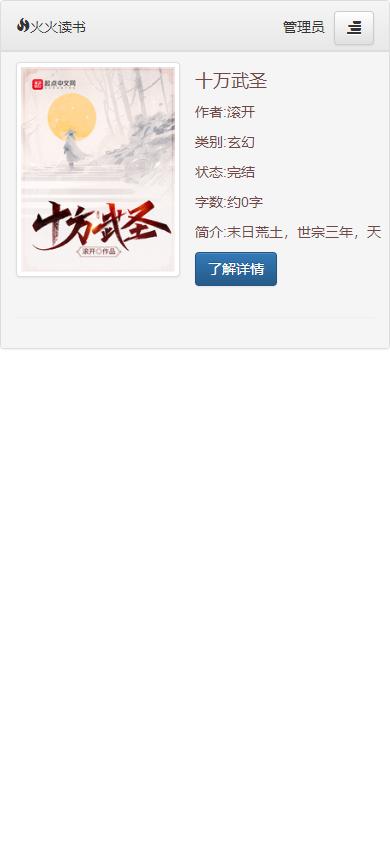 火火读书
管理员
起点中文网
十方武圣
滚开◎作品
十万武圣
作者:滚开
类别:玄幻
状态:完结
字数:约0字
简介:末日荒土，世宗三年，天
了解详情